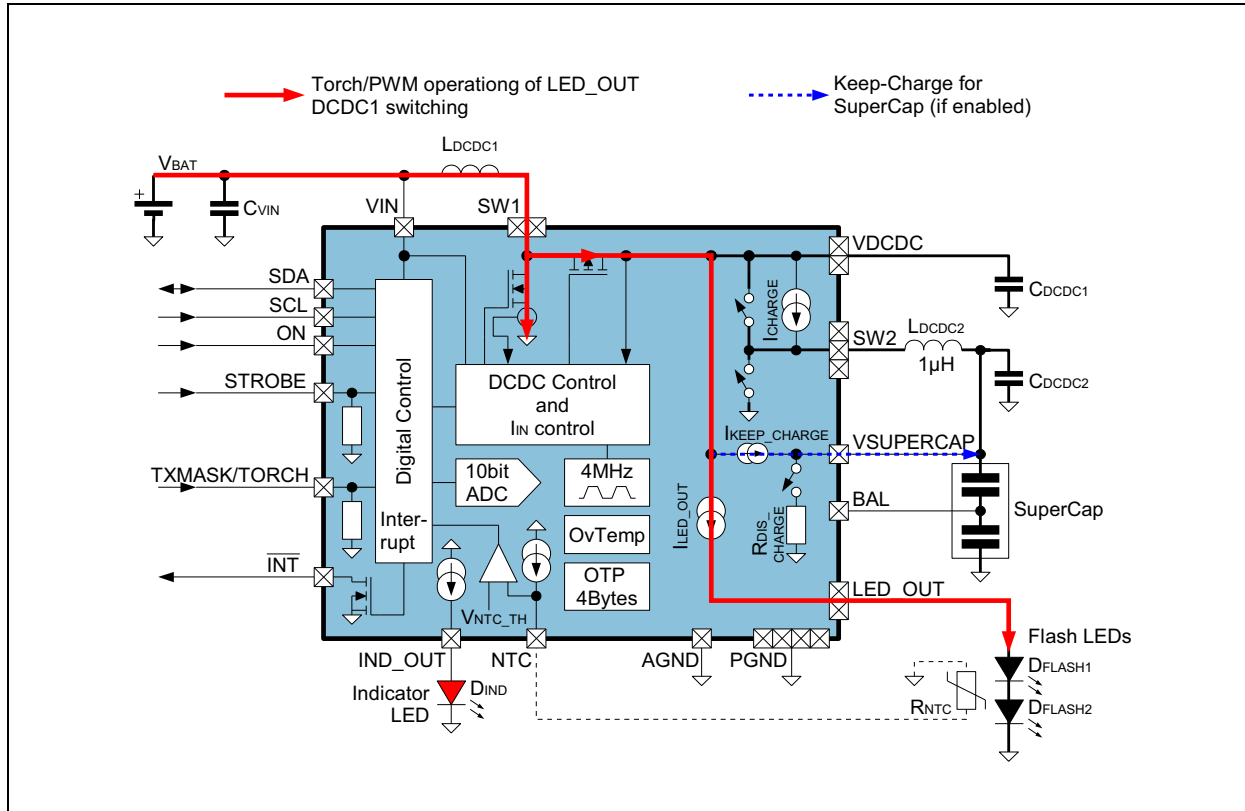 Torch/PWM operationg of LED_OUT
DCDC1 switching
Keep-Charge for
SuperCap (if enabled)
LDCDC1
VBAT
+
CVIN
VIN
SW1
VDCDC
SDA
SCL
ON
STROBE
TXMASK/TORCH
INT
Digital Control
Inter-
rupt
DCDC Control
and
IIN control
10bit
ADC
4MHz
OvTemp
OTP
4Bytes
VNTC_TH
ICHARGE
CDCDC1
SW2
LDCDC2
1µH
CDCDC2
IKEEP_CHARGE
VSUPERCAP
ILED_OUT
RDIS_
CHARGE
BAL
SuperCap
LED_OUT
IND_OUT
NTC
AGND
PGND
Flash LEDs
DFLASH1
DFLASH2
RNTC
Indicator
LED
DIND